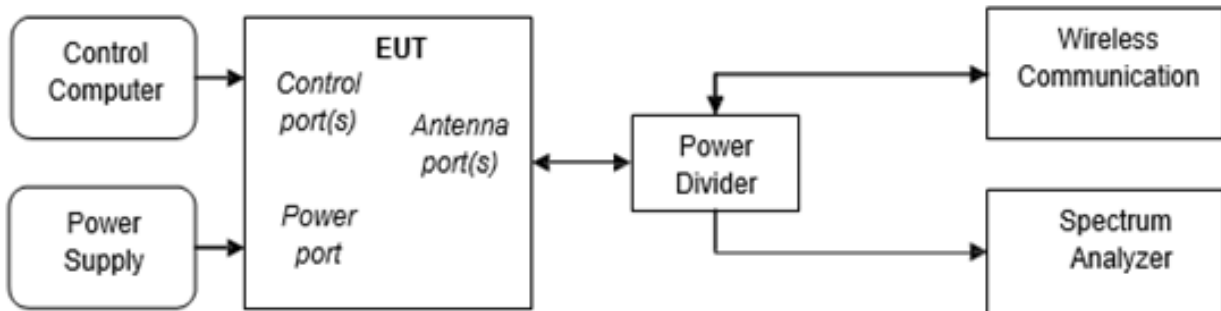 Control
Computer
Power
Supply
EUT
Control
port(s)
Antenna
port(s)
Power
port
Power
Divider
Wireless
Communication
Spectrum
Analyzer